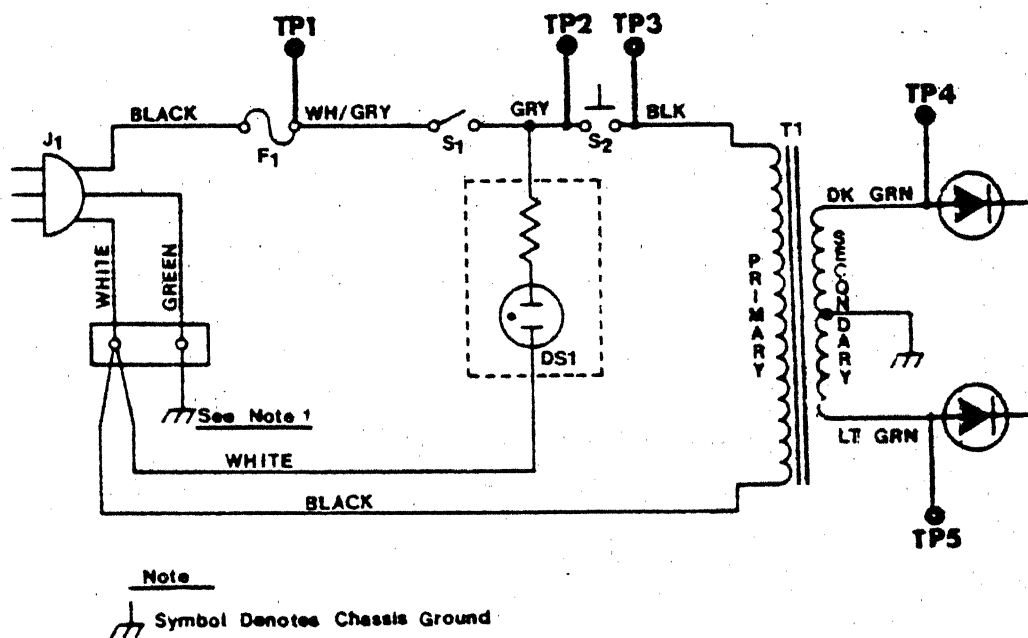 TP1
TP2 TP3
TP4
BLACK
WH/GRY
GRY
BLK
J1
F1
S1
S2
T1
DK GRN
WHITE
GREEN
PRIMARY
SECONDARY
DS1
See Note 1
LT GRN
WHITE
BLACK
TP5
Note
Symbol Denotes Chassis Ground